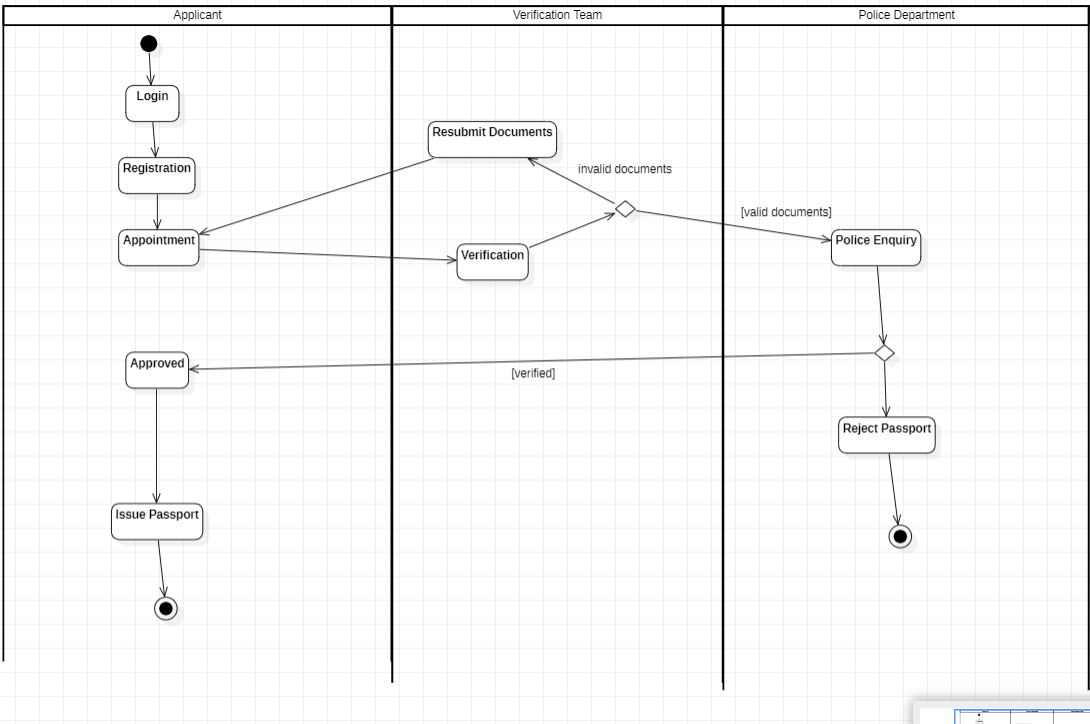 Applicant
Verification Team
Police Department
Login
Resubmit Documents
Registration
invalid documents
[valid documents]
Appointment
Police Enquiry
Verification
Approved
[verified]
Reject Passport
Issue Passport